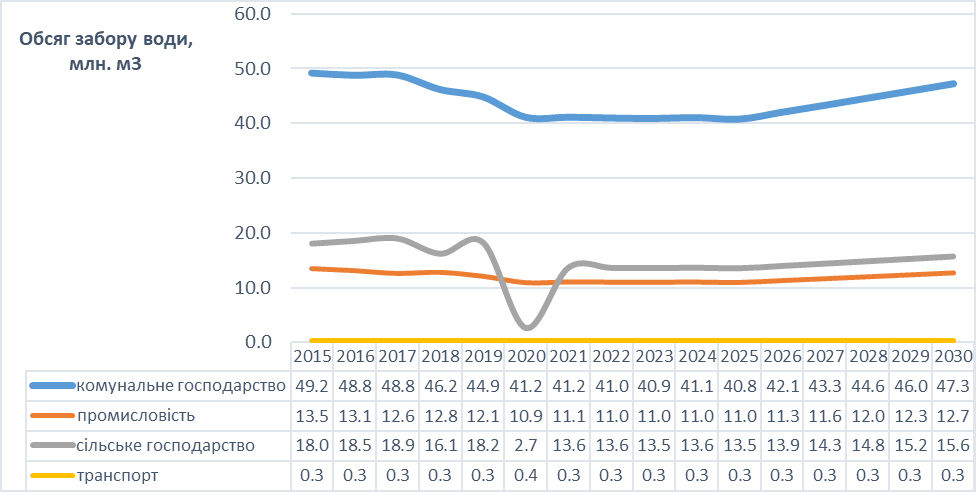 Обсяг забору води,
млн. м3
60.0
50.0
40.0
30.0
20.0
10.0
0.0
2015 2016 2017 2018 2019 2020 2021 2022 2023 2024 2025 2026 2027 2028 2029 2030
комунальне господарство 49.2 48.8 48.8 46.2 44.9 41.2 41.2 41.0 40.9 41.1 40.8 42.1 43.3 44.6 46.0 47.3
промисловість 13.5 13.1 12.6 12.8 12.1 10.9 11.1 11.0 11.0 11.0 11.0 11.3 11.6 12.0 12.3 12.7
сільське господарство 18.0 18.5 18.9 16.1 18.2 2.7 13.6 13.6 13.5 13.6 13.5 13.9 14.3 14.8 15.2 15.6
транспорт 0.3 0.3 0.3 0.3 0.3 0.4 0.3 0.3 0.3 0.3 0.3 0.3 0.3 0.3 0.3 0.3